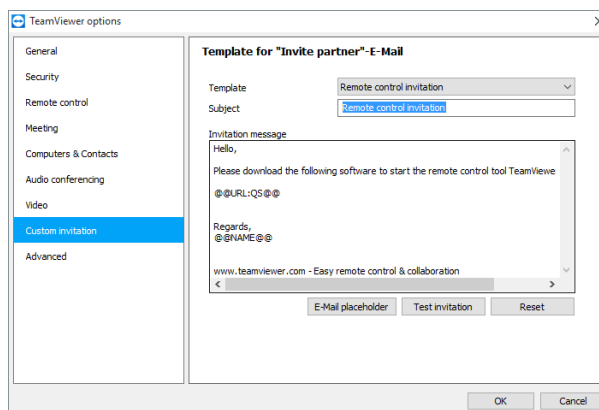 TeamViewer options
General
Security
Remote control
Meeting
Computers & Contacts
Audio conferencing
Video
Custom invitation
Advanced
Template for "Invite partner"-E-Mail
Template Remote control invitation
Subject Remote control invitation
Invitation message
Hello,
Please download the following software to start the remote control tool TeamViewe
@@URL:QS@@
Regards,
@@NAME@@
www.teamviewer.com - Easy remote control & collaboration
E-Mail placeholder Test invitation Reset
OK Cancel